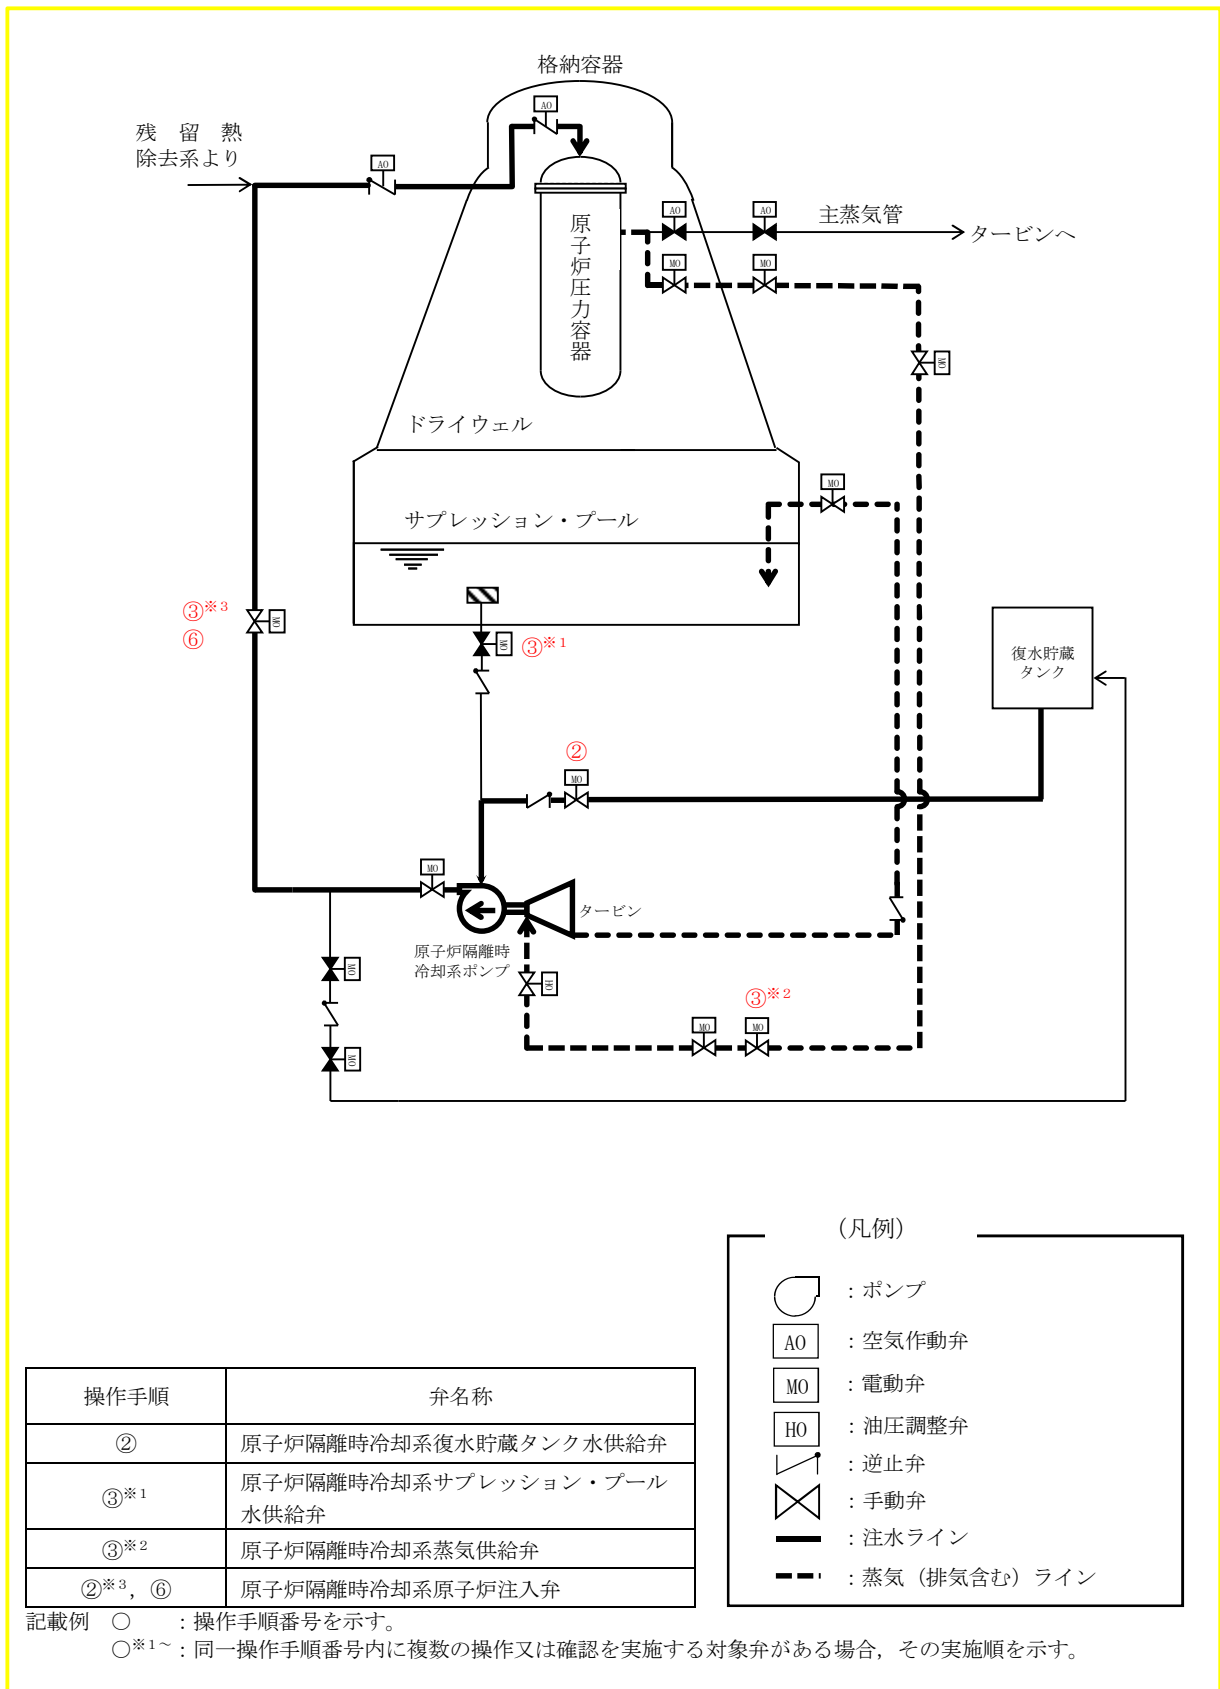 格納容器
AO
残 留 熱
除去系より
AO
原子炉圧力容器
AO
AO
主蒸気管
タービンへ
MO
MO
MO
ドライウェル
MO
サプレッション・プール
③※3
⑥
MO
MO
③※1
復水貯蔵
タンク
②
MO
MO
タービン
原子炉隔離時
冷却系ポンプ
HO
MO
③※2
MO
MO
MO
(凡例)
:ポンプ
AO :空気作動弁
MO :電動弁
HO :油圧調整弁
:逆止弁
:手動弁
:注水ライン
:蒸気(排気含む)ライン
操作手順 弁名称
② 原子炉隔離時冷却系復水貯蔵タンク水供給弁
③※1 原子炉隔離時冷却系サプレッション・プール
水供給弁
③※2 原子炉隔離時冷却系蒸気供給弁
②※3, ⑥ 原子炉隔離時冷却系原子炉注入弁
記載例 ○ :操作手順番号を示す。
○※1~:同一操作手順番号内に複数の操作又は確認を実施する対象弁がある場合,その実施順を示す。